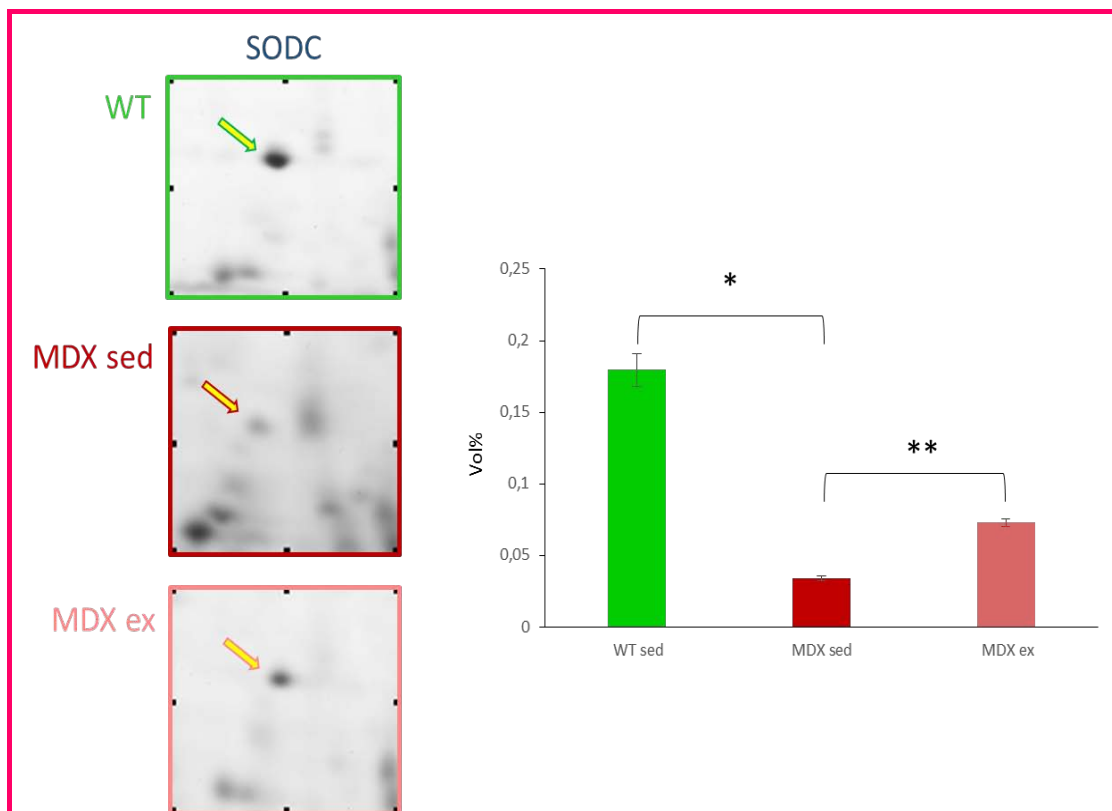 SODC
WT
MDX sed
MDX ex
Vol%
0,25
0,2
0,15
0,1
0,05
0
*
**
WT sed
MDX sed
MDX ex